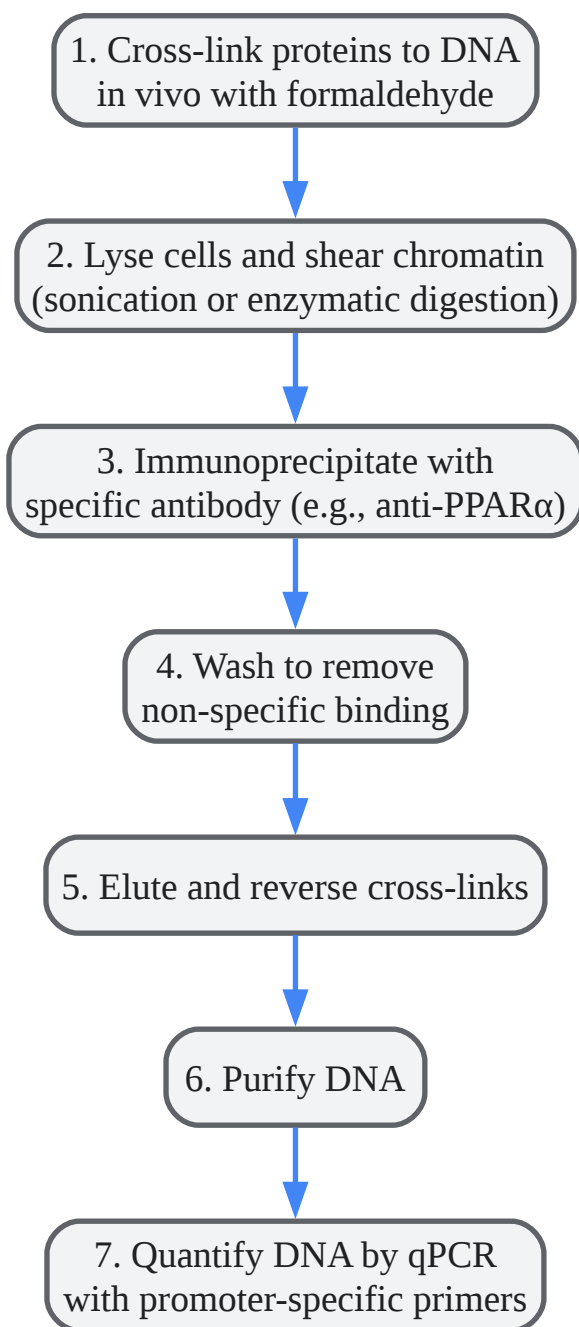 1. Cross-link proteins to DNA
in vivo with formaldehyde
2. Lyse cells and shear chromatin
(sonication or enzymatic digestion)
3. Immunoprecipitate with
specific antibody (e.g., anti-PPARα)
4. Wash to remove
non-specific binding
5. Elute and reverse cross-links
6. Purify DNA
7. Quantify DNA by qPCR
with promoter-specific primers